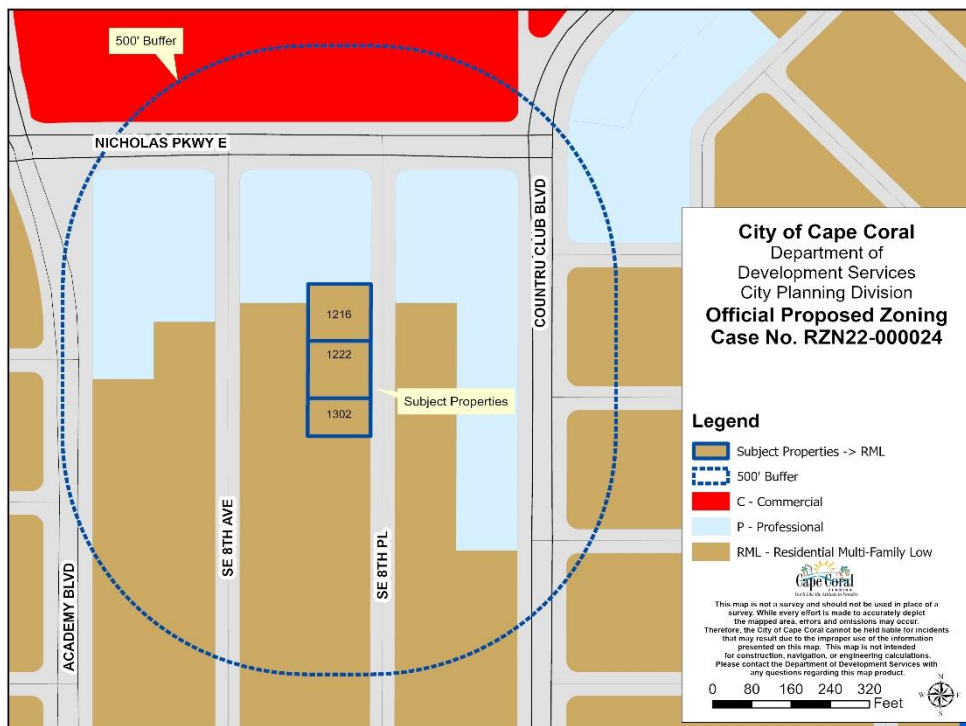 500' Buffer
NICHOLAS PKWY E
COUNTRU CLUB BLVD
1216
1222
Subject Properties
1302
SE 8TH AVE
SE 8TH PL
ACADEMY BLVD
City of Cape Coral
Department of
Development Services
City Planning Division
Official Proposed Zoning
Case No. RZN22-000024
Legend
Subject Properties -> RML
500' Buffer
C - Commercial
P - Professional
RML - Residential Multi-Family Low
Cape Coral
FLORIDA
This map is not a survey and should not be used in place of a
survey. While every effort is made to accurately depict
the mapped area, errors and omissions may occur.
Therefore, the City of Cape Coral cannot be held liable for incidents
that may result due to the improper use of the information
presented on this map. This map is not intended
for construction, navigation, or engineering calculations.
Please contact the Department of Development Services with
any questions regarding this map product.
0 80 160 240 320
Feet
N
W E
S